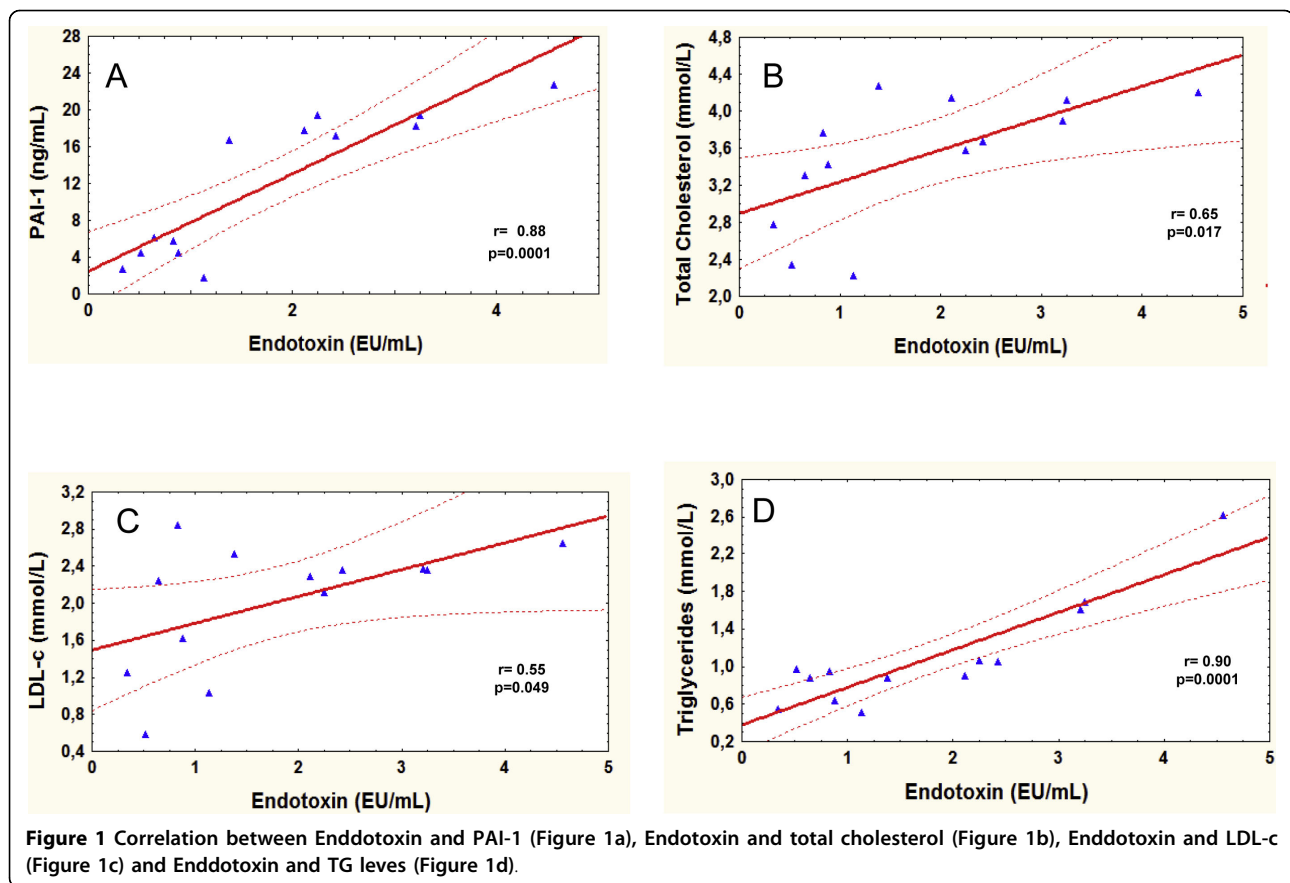 A
28
24
20
16
12
8
4
0
PAI-1 (ng/mL)
r= 0.88
p=0.0001
0 2 4
Endotoxin (EU/mL)
B
4,8
4,4
4,0
3,6
3,2
2,8
2,4
2,0
Total Cholesterol (mmol/L)
r= 0.65
p=0.017
0 1 2 3 4 5
Endotoxin (EU/mL)
C
3,2
2,8
2,4
2,0
1,6
1,2
0,8
0,4
LDL-c (mmol/L)
r= 0.55
p=0.049
0 1 2 3 4 5
Endotoxin (EU/mL)
D
3,0
2,6
2,2
1,8
1,4
1,0
0,6
0,2
Triglycerides (mmol/L)
r= 0.90
p=0.0001
0 1 2 3 4 5
Endotoxin (EU/mL)
Figure 1 Correlation between Enddotoxin and PAI-1 (Figure 1a), Endotoxin and total cholesterol (Figure 1b), Enddotoxin and LDL-c
(Figure 1c) and Enddotoxin and TG leves (Figure 1d).